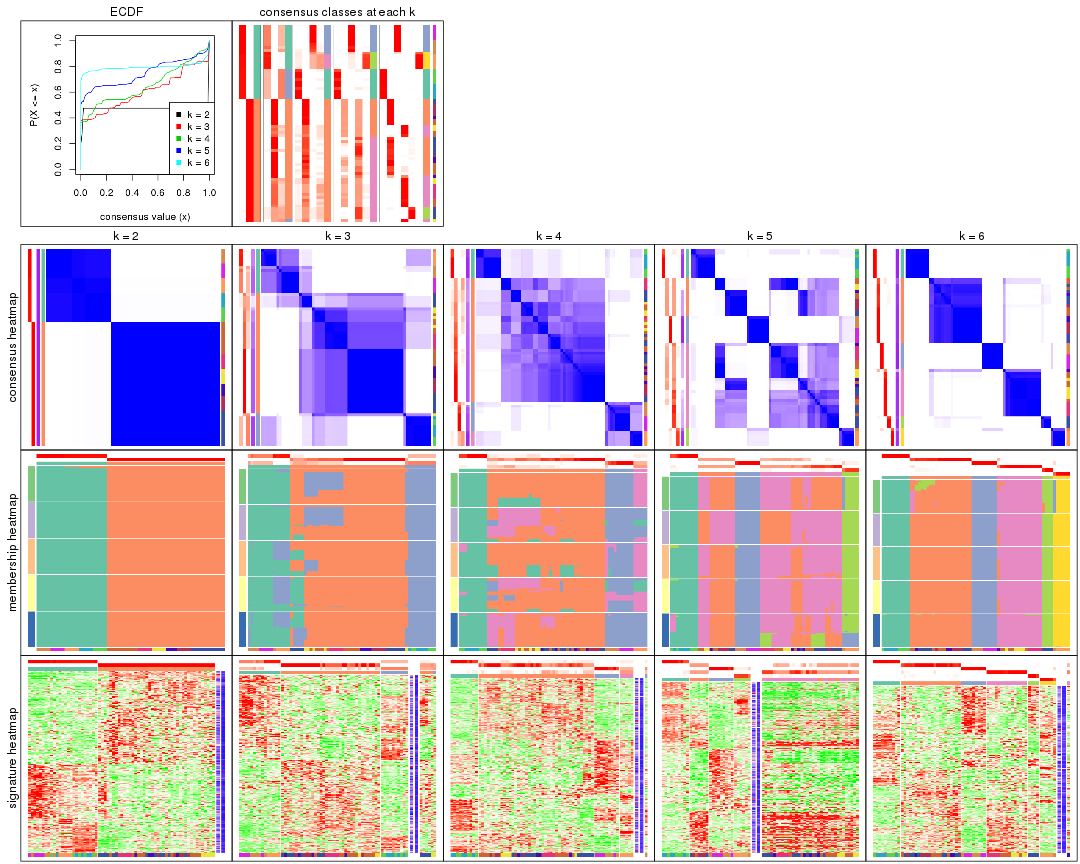 ECDF
consensus classes at each k
P(X <= x)
0.0 0.2 0.4 0.6 0.8 1.0
k = 2
k = 3
k = 4
k = 5
k = 6
0.0 0.2 0.4 0.6 0.8 1.0
consensus value (x)
k = 2 k = 3 k = 4 k = 5 k = 6
consensus heatmap
membership heatmap
signature heatmap